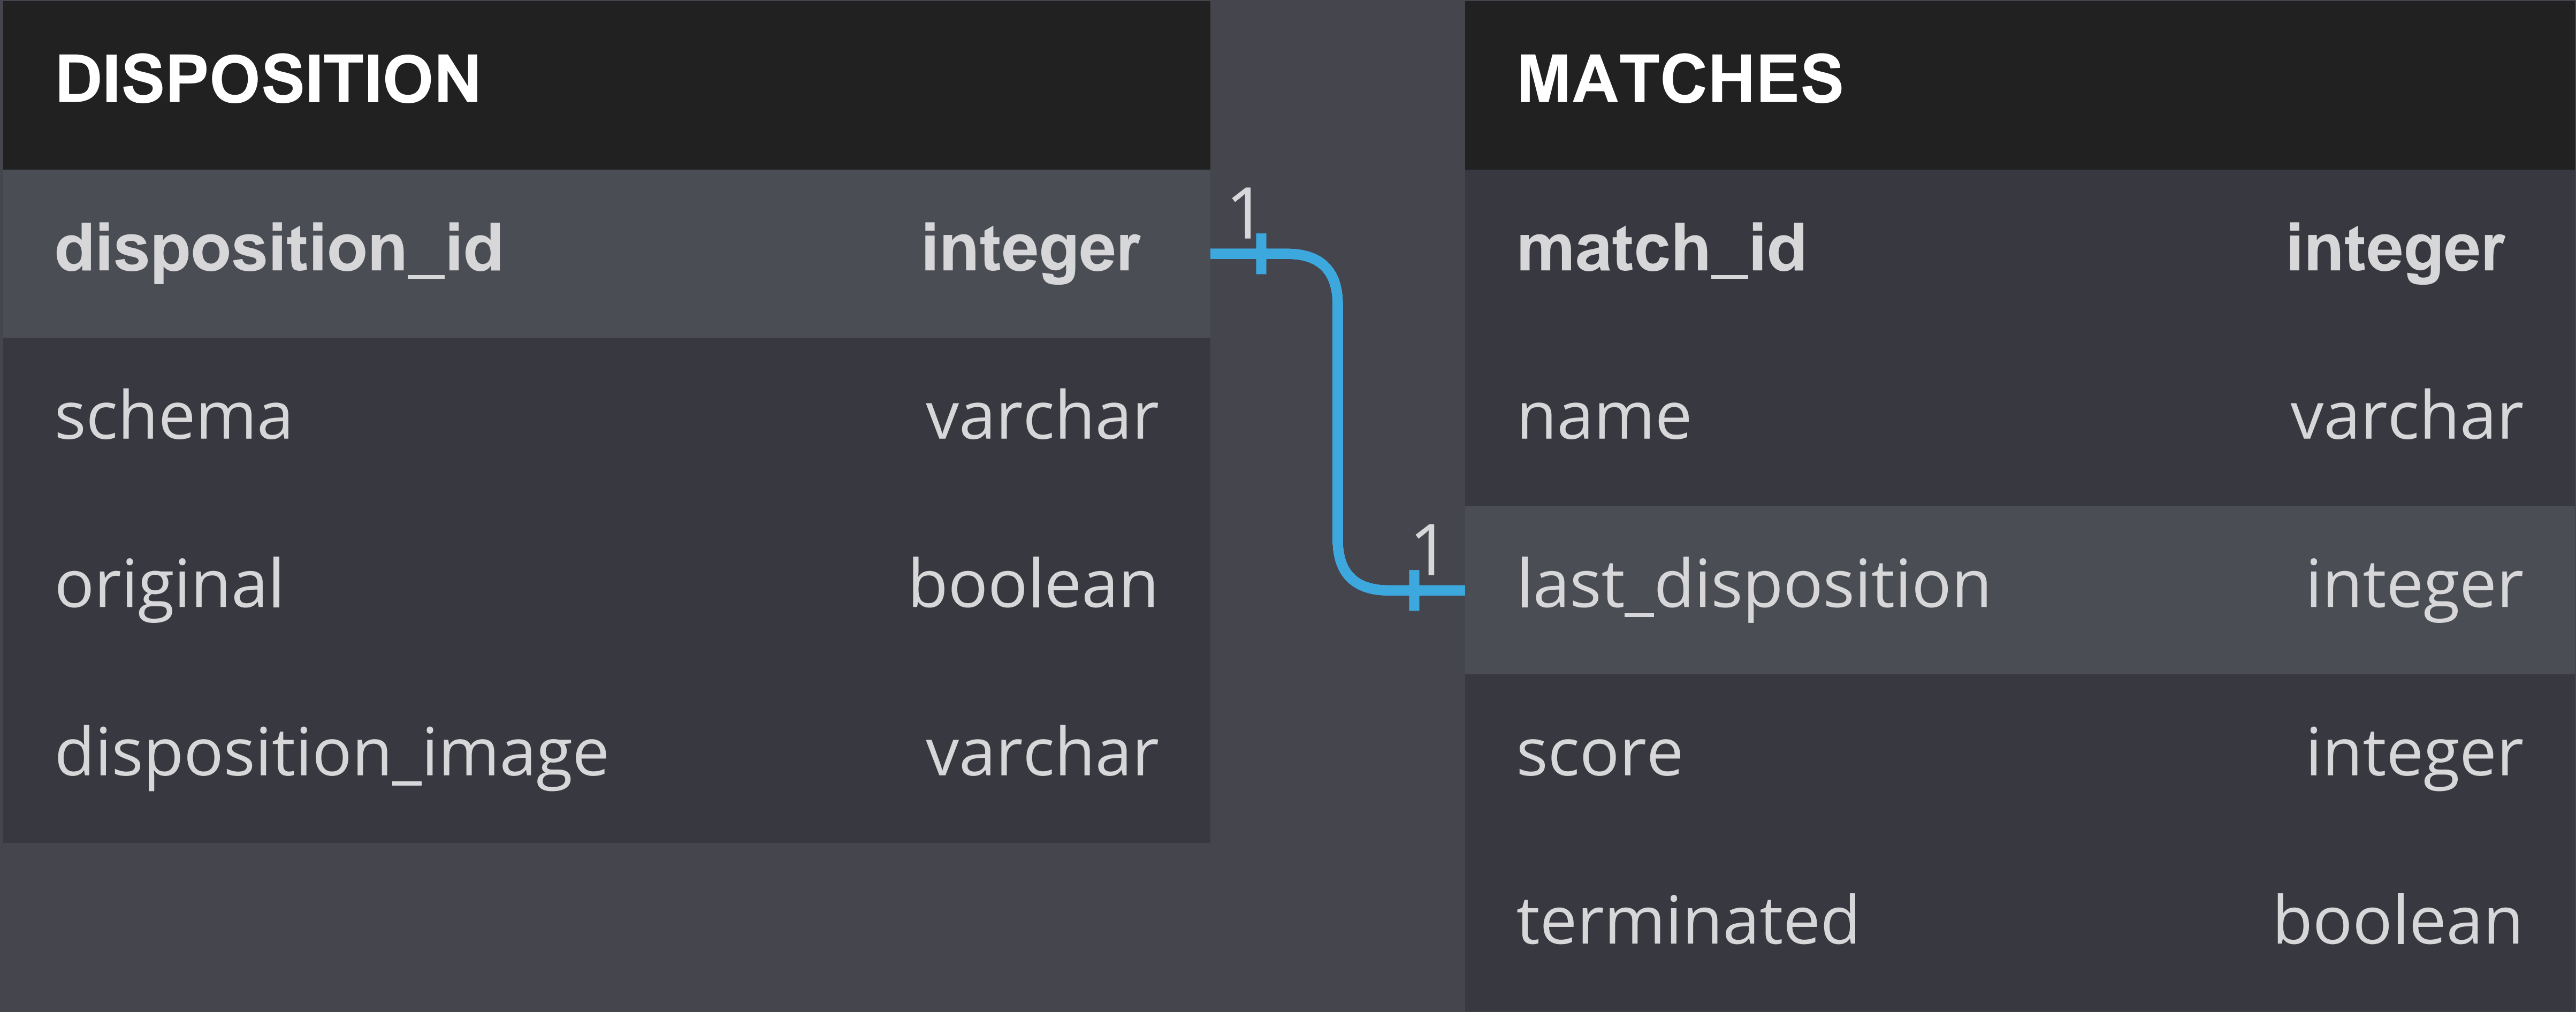 DISPOSITION
disposition_id integer
schema varchar
original boolean
disposition_image varchar
1
1
MATCHES
match_id integer
name varchar
last_disposition integer
score integer
terminated boolean